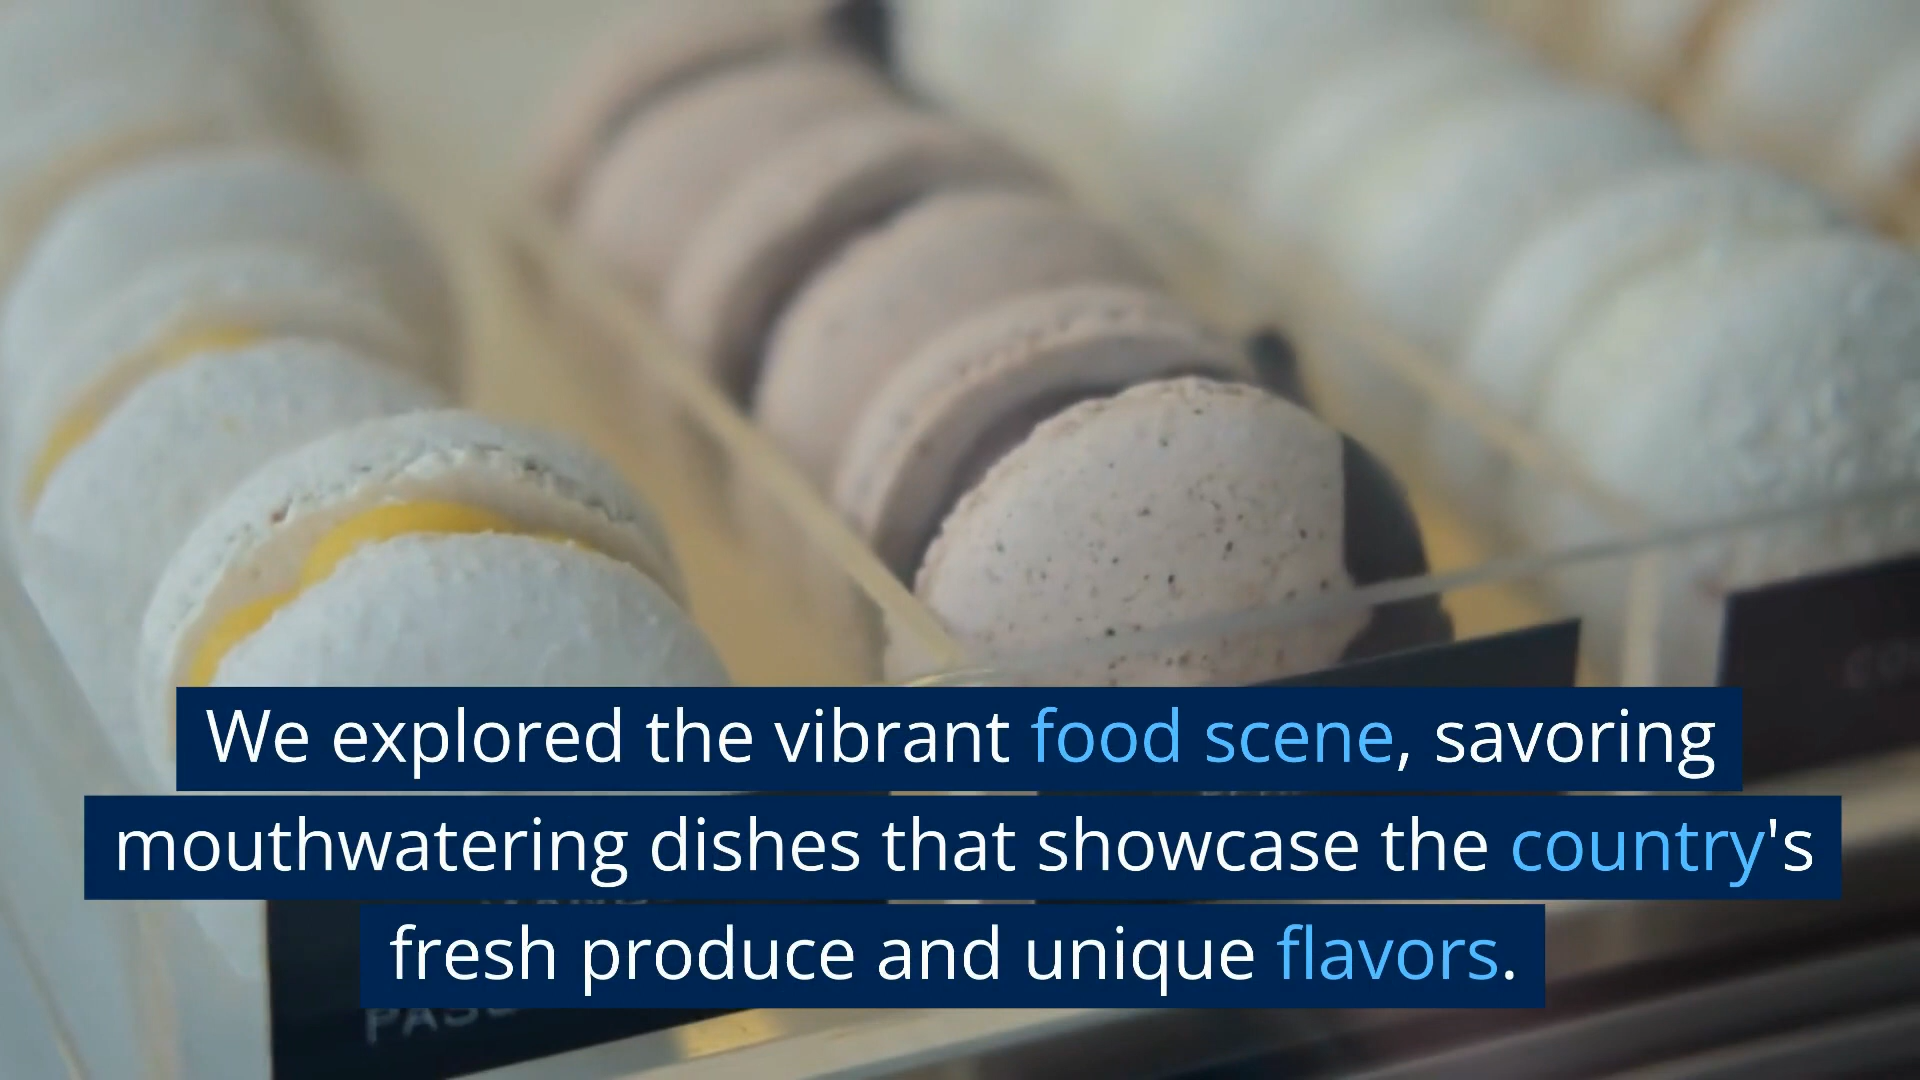 We explored the vibrant food scene, savoring
mouthwatering dishes that showcase the country's
fresh produce and unique flavors.